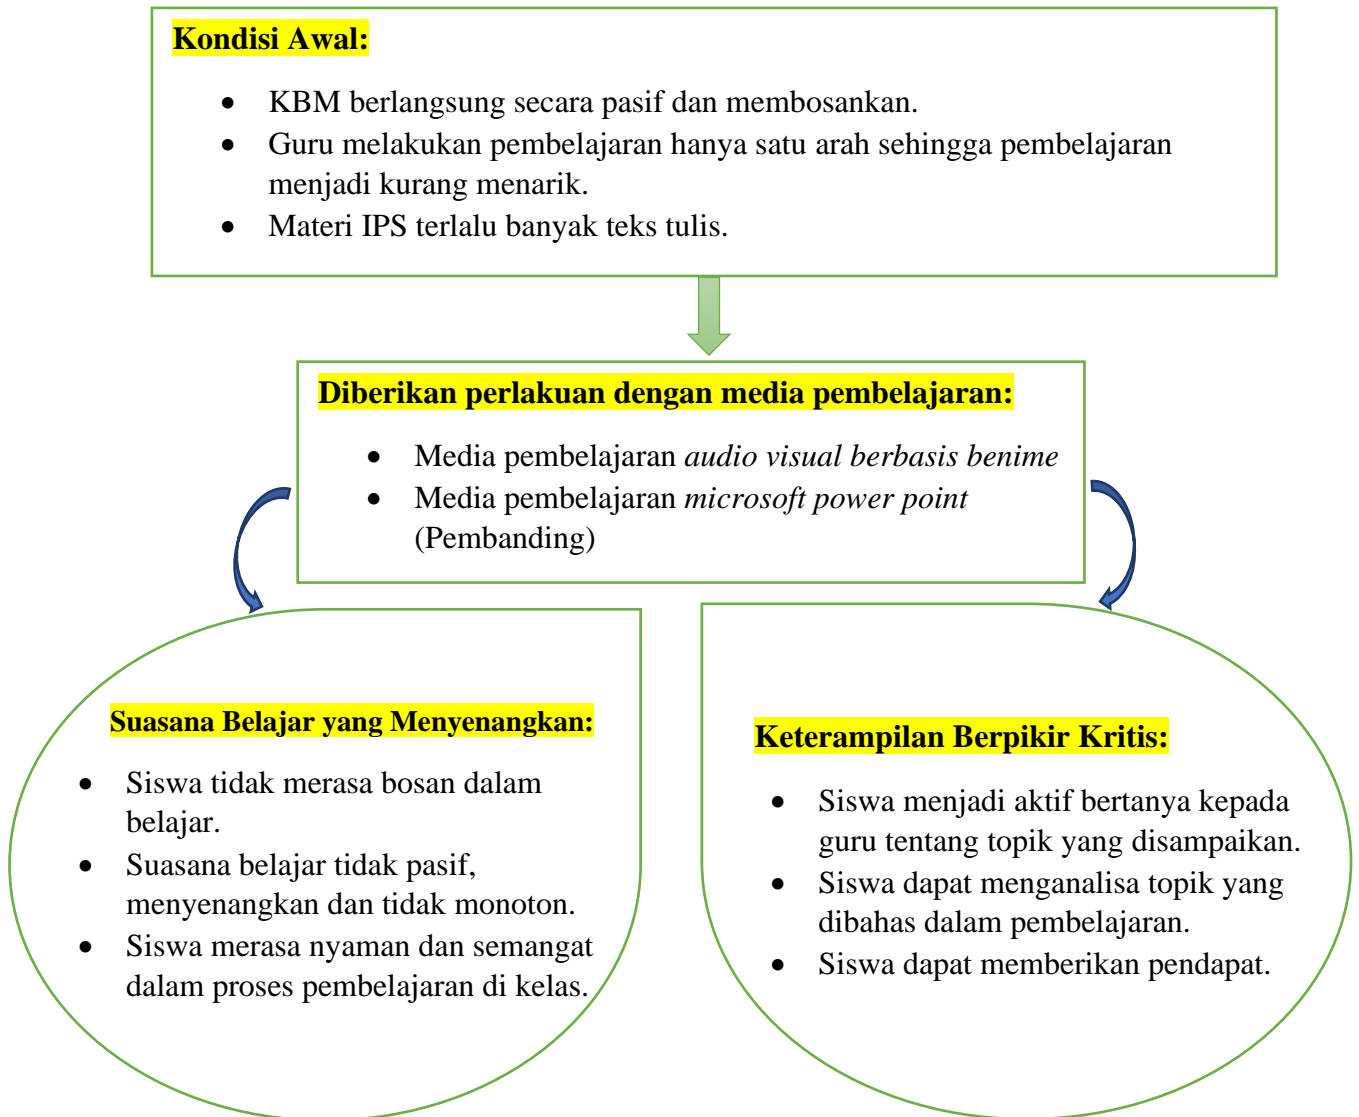 Kondisi Awal:
• KBM berlangsung secara pasif dan membosankan.
• Guru melakukan pembelajaran hanya satu arah sehingga pembelajaran
menjadi kurang menarik.
• Materi IPS terlalu banyak teks tulis.
Diberikan perlakuan dengan media pembelajaran:
• Media pembelajaran audio visual berbasis benime
• Media pembelajaran microsoft power point
(Pembanding)
Suasana Belajar yang Menyenangkan:
• Siswa tidak merasa bosan dalam
belajar.
• Suasana belajar tidak pasif,
menyenangkan dan tidak monoton.
• Siswa merasa nyaman dan semangat
dalam proses pembelajaran di kelas.
Keterampilan Berpikir Kritis:
• Siswa menjadi aktif bertanya kepada
guru tentang topik yang disampaikan.
• Siswa dapat menganalisa topik yang
dibahas dalam pembelajaran.
• Siswa dapat memberikan pendapat.